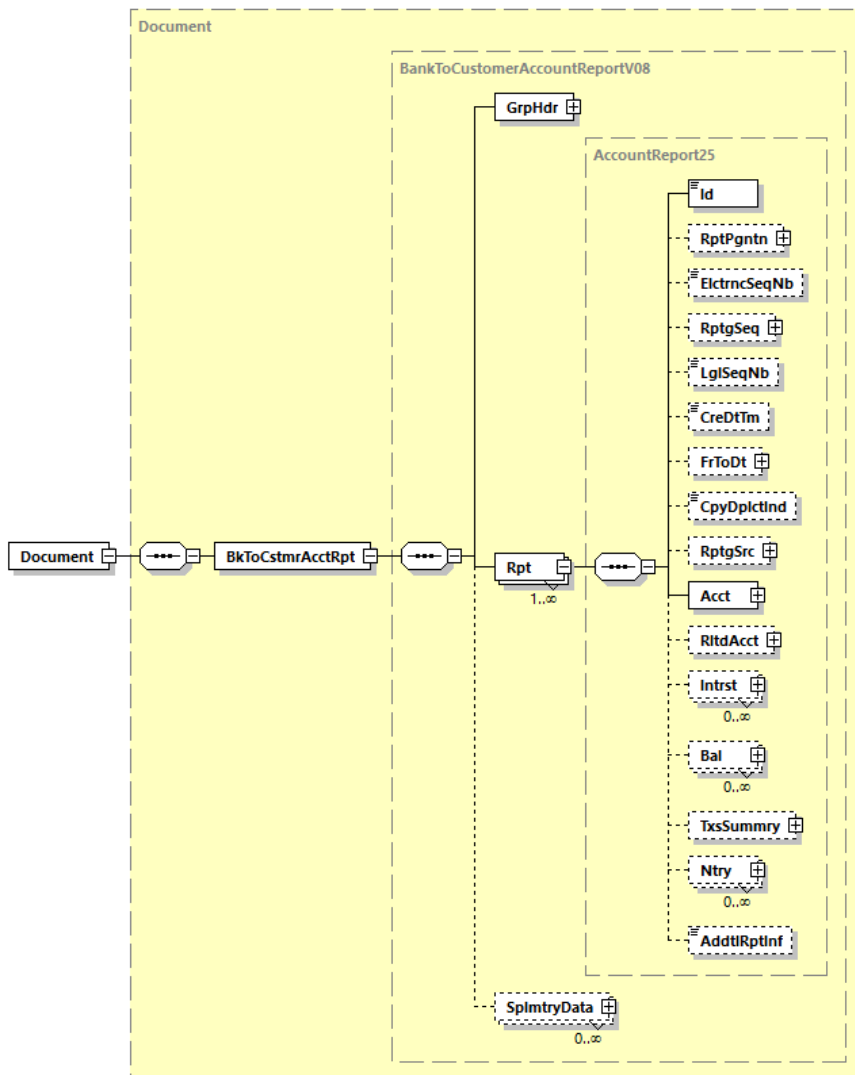 Document
BankToCustomerAccountReportV08
GrpHdr
AccountReport25
Id
RptPgntn
ElctrncSeqNb
RptgSeq
LglSeqNb
CreDtTm
FrToDt
CpyDplctInd
RptgSrc
Document
BkToCstmrAcctRpt
Rpt
1..∞
Acct
RltdAcct
Intrst
0..∞
Bal
0..∞
TxsSummry
Ntry
0..∞
AddtlRptInf
SplmtryData
0..∞